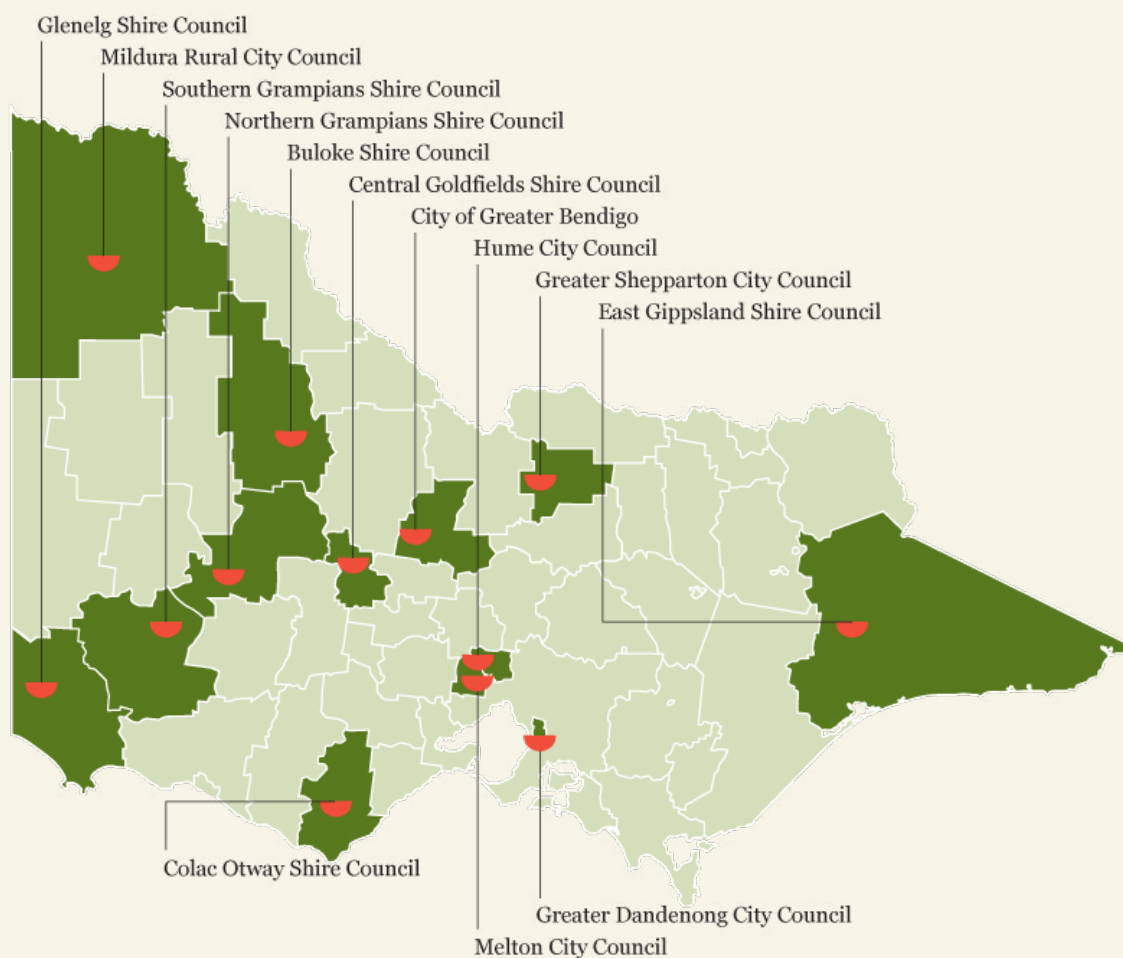 Glenelg Shire Council
Mildura Rural City Council
Southern Grampians Shire Council
Northern Grampians Shire Council
Buloke Shire Council
Central Goldfields Shire Council
City of Greater Bendigo
Hume City Council
Greater Shepparton City Council
East Gippsland Shire Council
Colac Otway Shire Council
Greater Dandenong City Council
Melton City Council